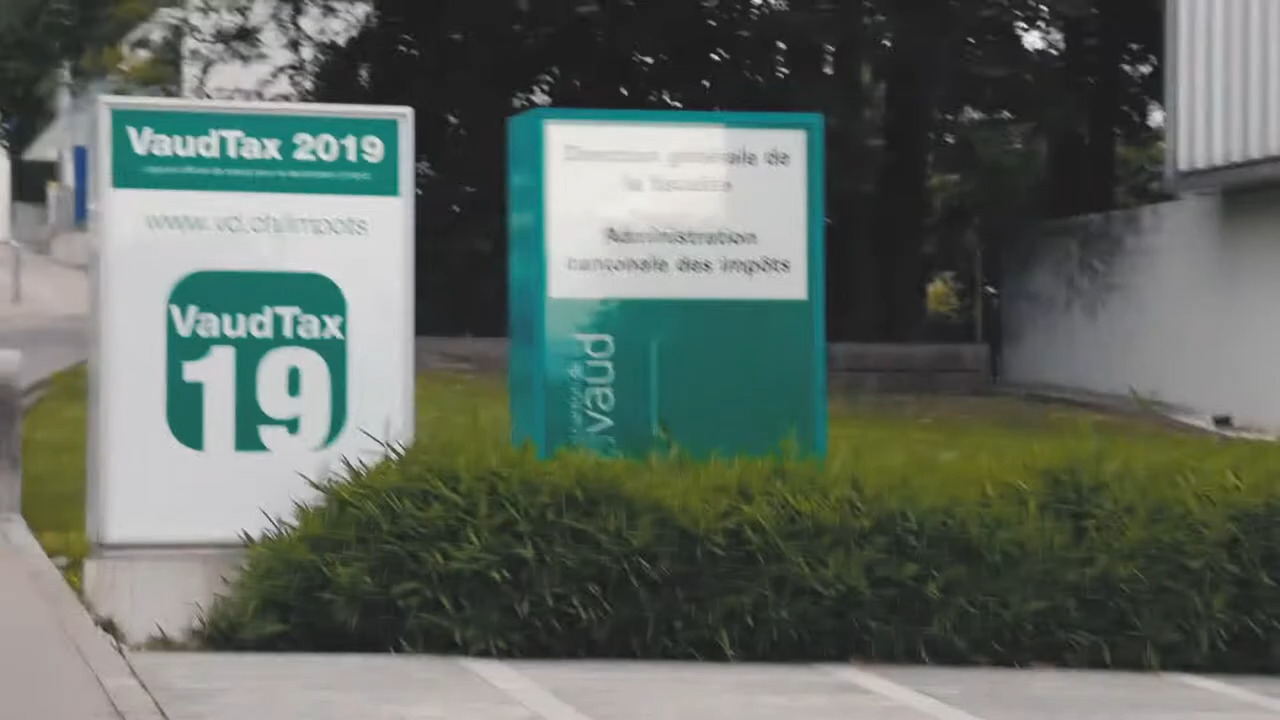 VaudTax 2019
www.vd.ch/impots
VaudTax
19
Direction générale de
la fiscalité
Administration
cantonale des impôts
vaud